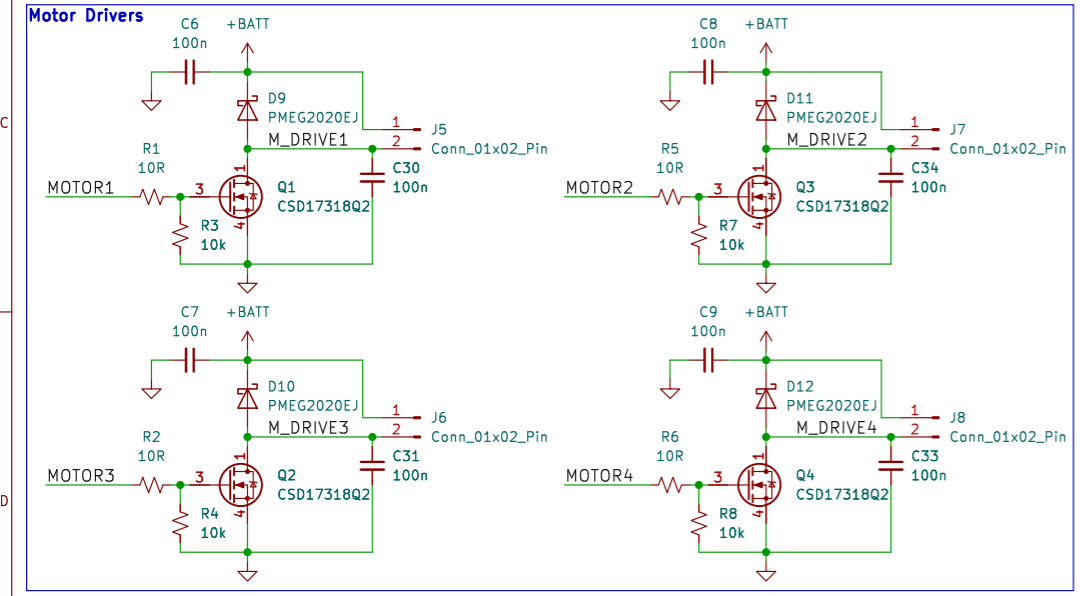 Motor Drivers
C6
100n
+BATT
D9
PMEG2020EJ
1
J5
M_DRIVE1
2
Conn_01x02_Pin
R1
10R
1
C30
100n
MOTOR1
3
Q1
CSD17318Q2
R3
10k
4
C8
100n
+BATT
D11
PMEG2020EJ
1
J7
M_DRIVE2
2
Conn_01x02_Pin
R5
10R
1
C34
100n
MOTOR2
3
Q3
CSD17318Q2
R7
10k
4
C
C7
100n
+BATT
D10
PMEG2020EJ
1
J6
M_DRIVE3
2
Conn_01x02_Pin
R2
10R
1
C31
100n
MOTOR3
3
Q2
CSD17318Q2
R4
10k
4
C9
100n
+BATT
D12
PMEG2020EJ
1
J8
M_DRIVE4
2
Conn_01x02_Pin
R6
10R
1
C33
100n
MOTOR4
3
Q4
CSD17318Q2
R8
10k
4
D